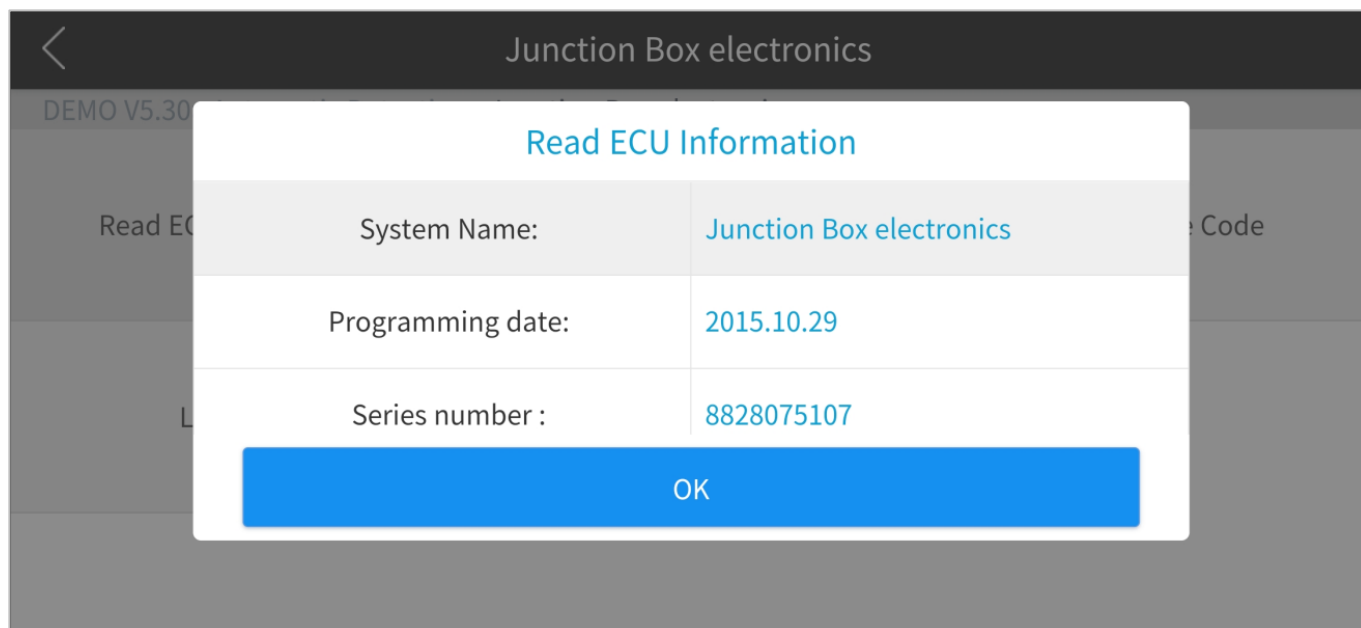 Junction Box electronics
DEMO V5.30
Read ECU Information
Read EC
System Name:
Junction Box electronics
Code
Programming date:
2015.10.29
L
Series number :
8828075107
OK